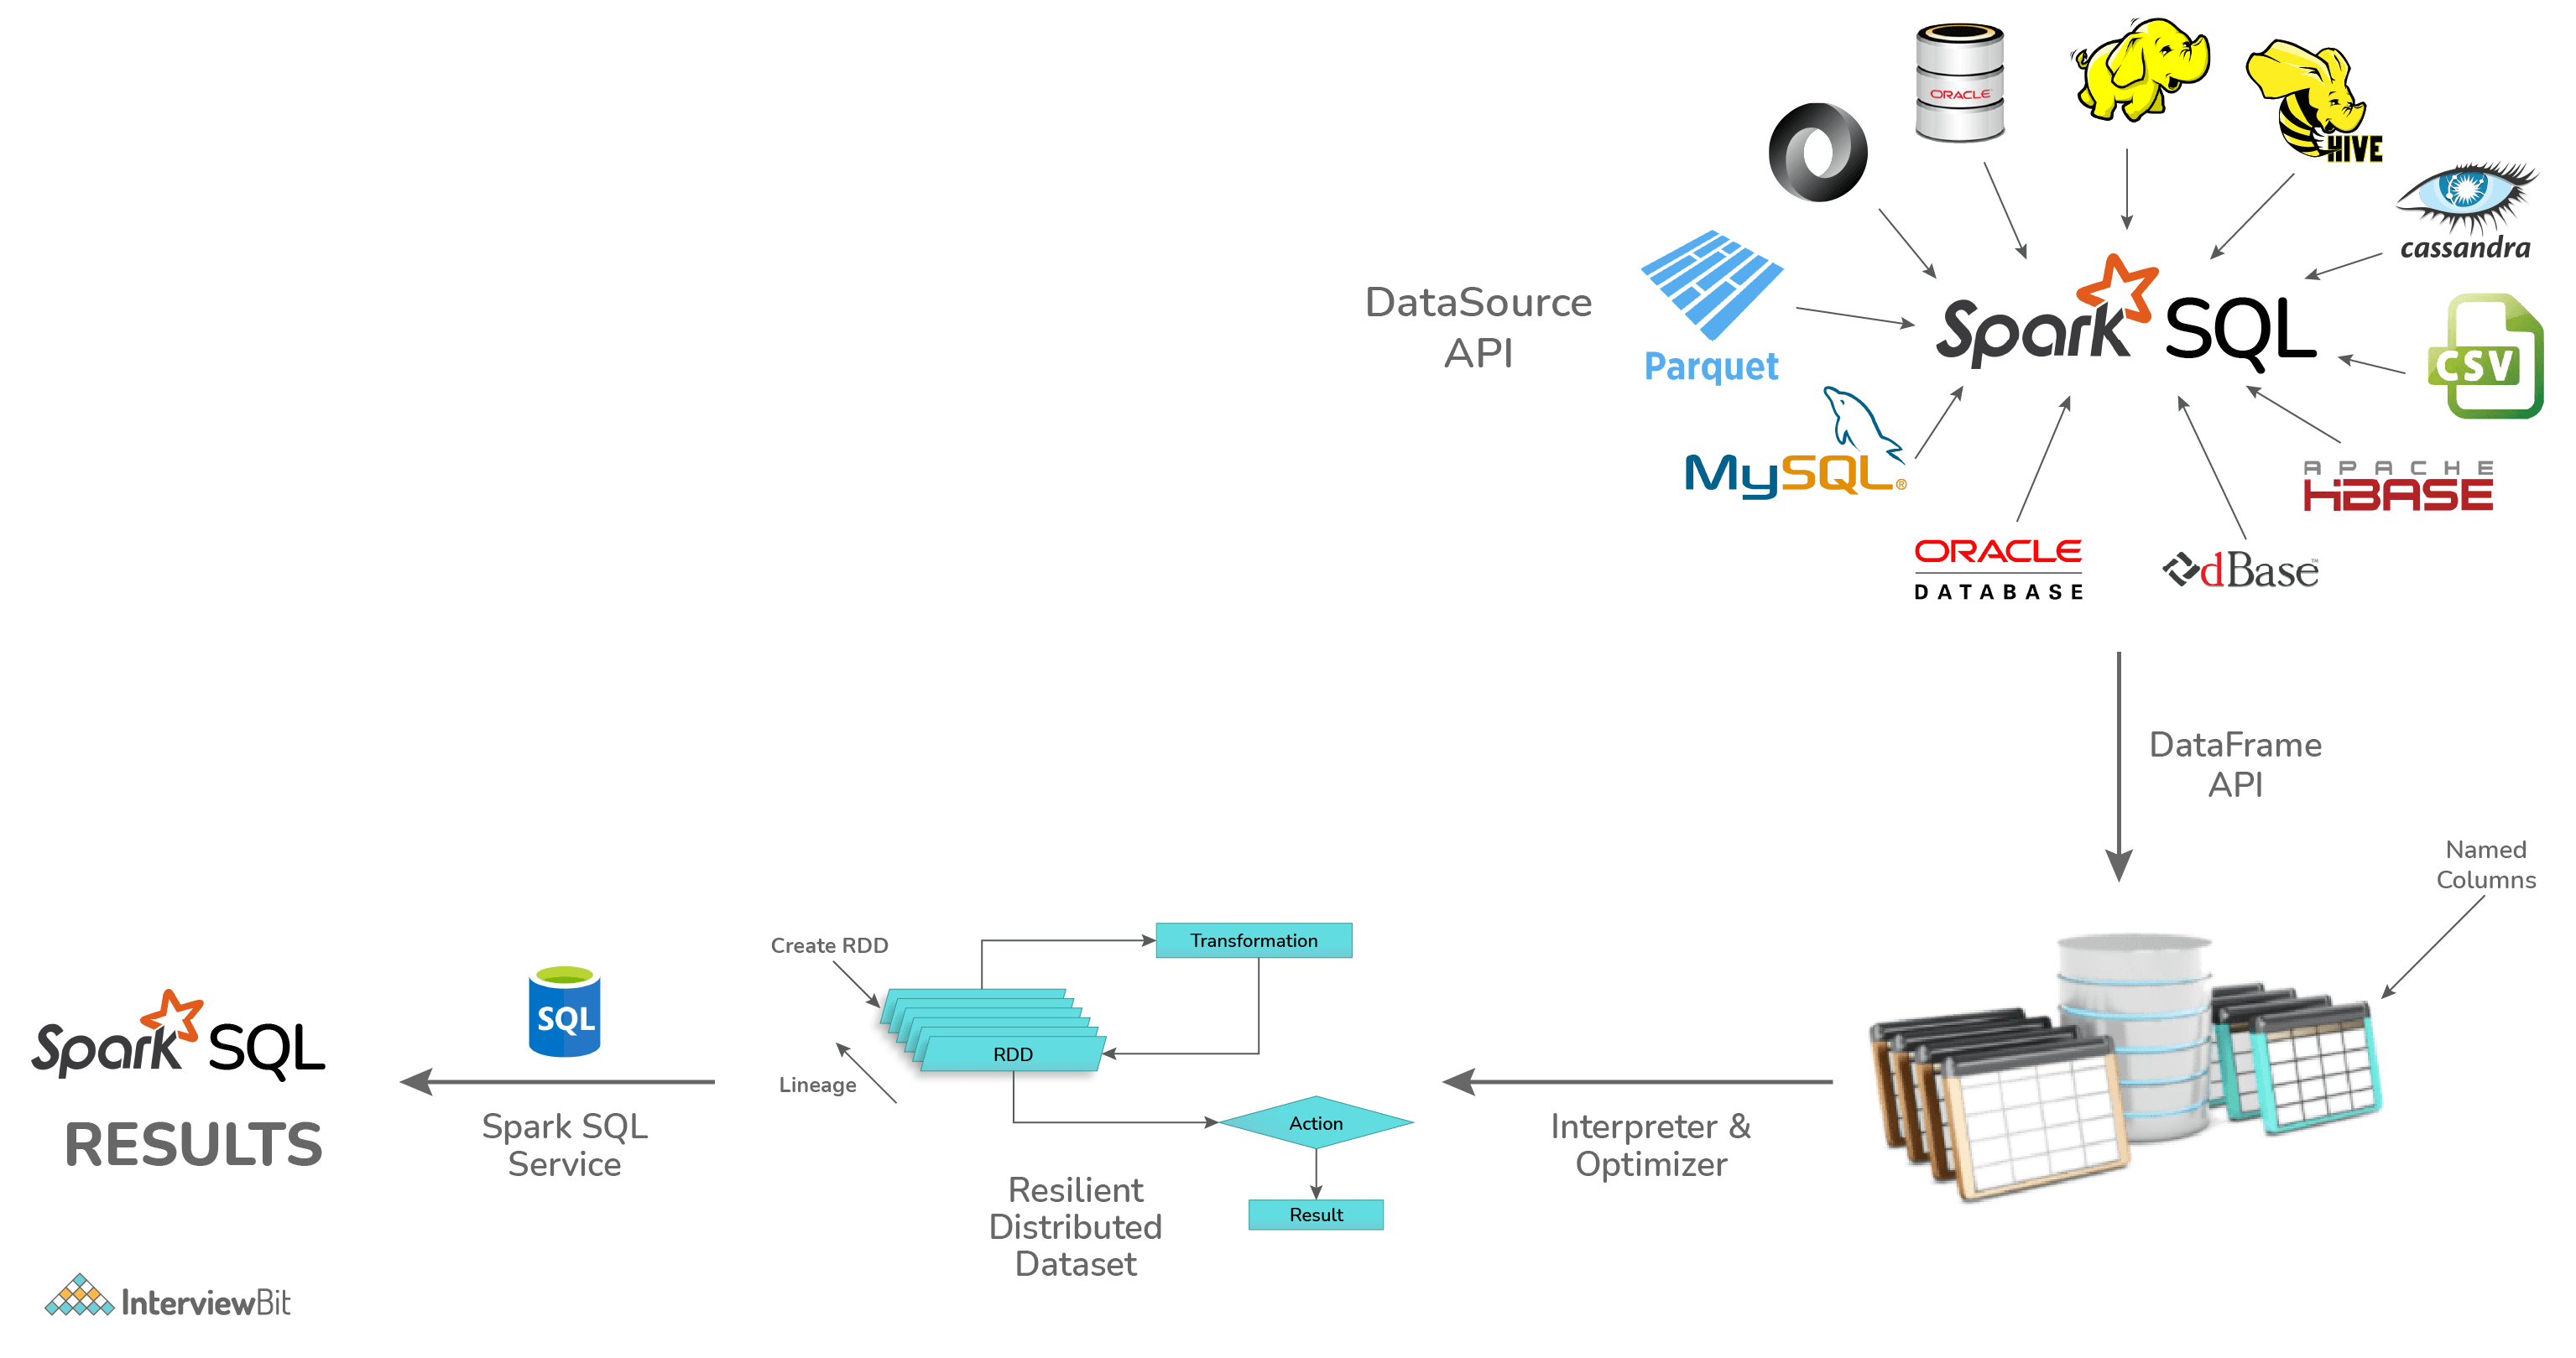 ORACLE
HIVE
cassandra
DataSource
API
Parquet
Spark SQL
CSV
MySQL®
APACHE
HBASE
ORACLE
DATABASE
dBase™
DataFrame
API
Named
Columns
Create RDD
Transformation
RDD
Lineage
Action
Result
Resilient
Distributed
Dataset
Interpreter &
Optimizer
SQL
Spark SQL
Service
Spark SQL
RESULTS
InterviewBit